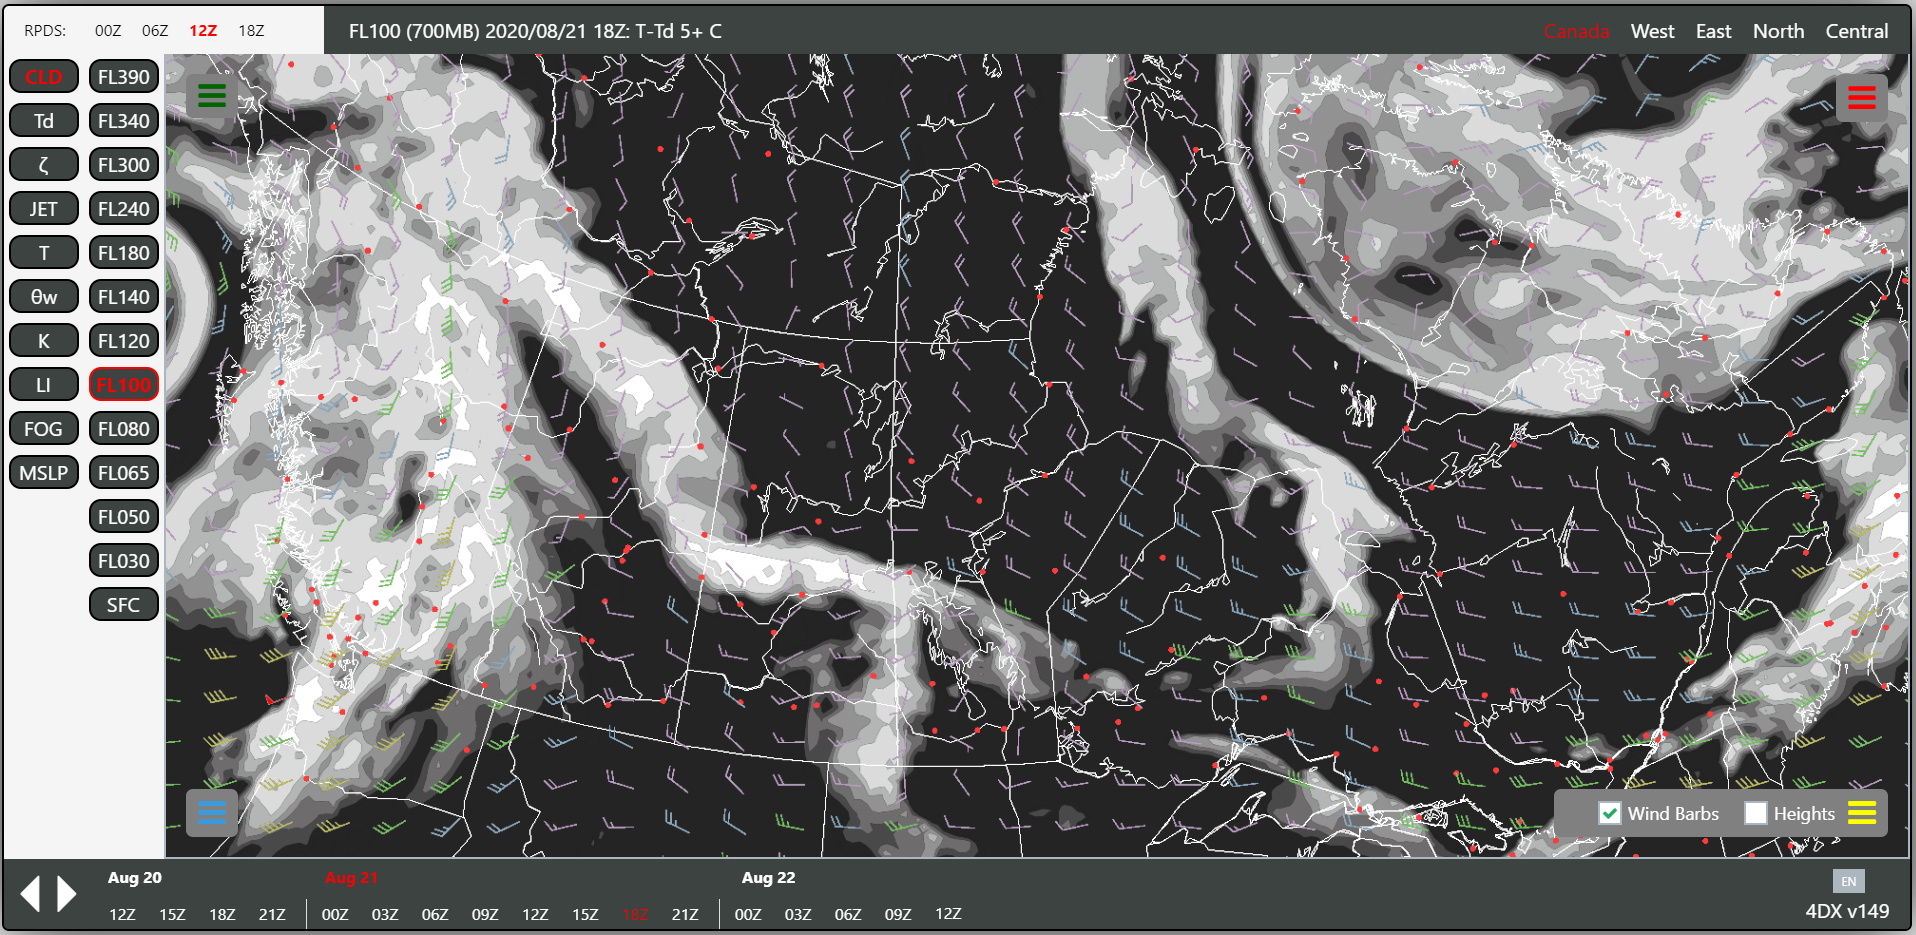 RPDS: 00Z 06Z 12Z 18Z
FL100 (700MB) 2020/08/21 18Z: T-Td 5+ C
Canada West East North Central
CLD FL390
Td FL340
ζ FL300
JET FL240
T FL180
θw FL140
K FL120
LI FL100
FOG FL080
MSLP FL065
FL050
FL030
SFC
Wind Barbs Heights
Aug 20 Aug 21 Aug 22
EN
12Z 15Z 18Z 21Z 00Z 03Z 06Z 09Z 12Z 15Z 18Z 21Z 00Z 03Z 06Z 09Z 12Z
4DX v149